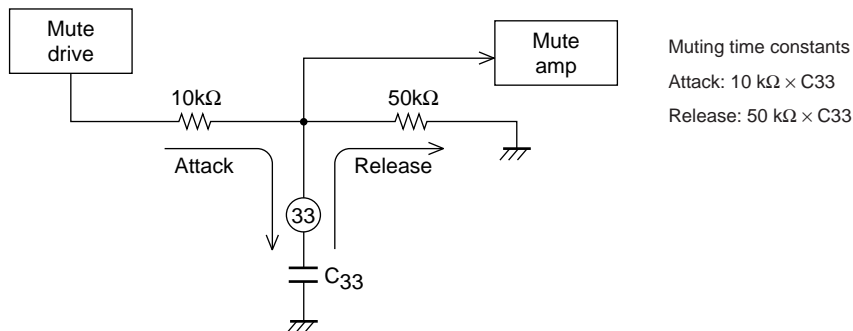 Mute
drive
Mute
amp
Muting time constants
Attack: 10 kΩ × C33
Release: 50 kΩ × C33
10kΩ
50kΩ
Attack
Release
33
C33